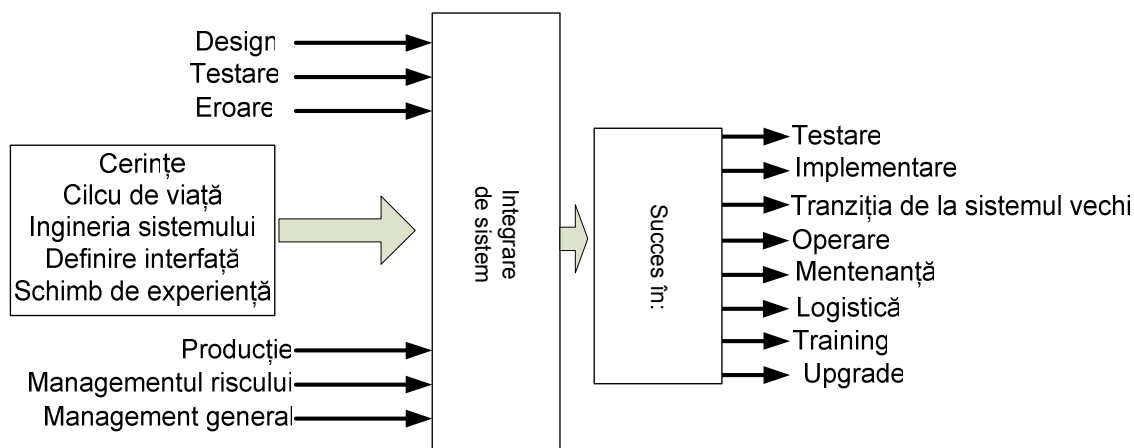 Design
Testare
Eroare
Cerințe
Cilcu de viață
Ingineria sistemului
Definire interfață
Schimb de experiență
Producție
Managementul riscului
Management general
Integrare
de sistem
Succes în:
Testare
Implementare
Tranziția de la sistemul vechi
Operare
Mentenanță
Logistică
Training
Upgrade